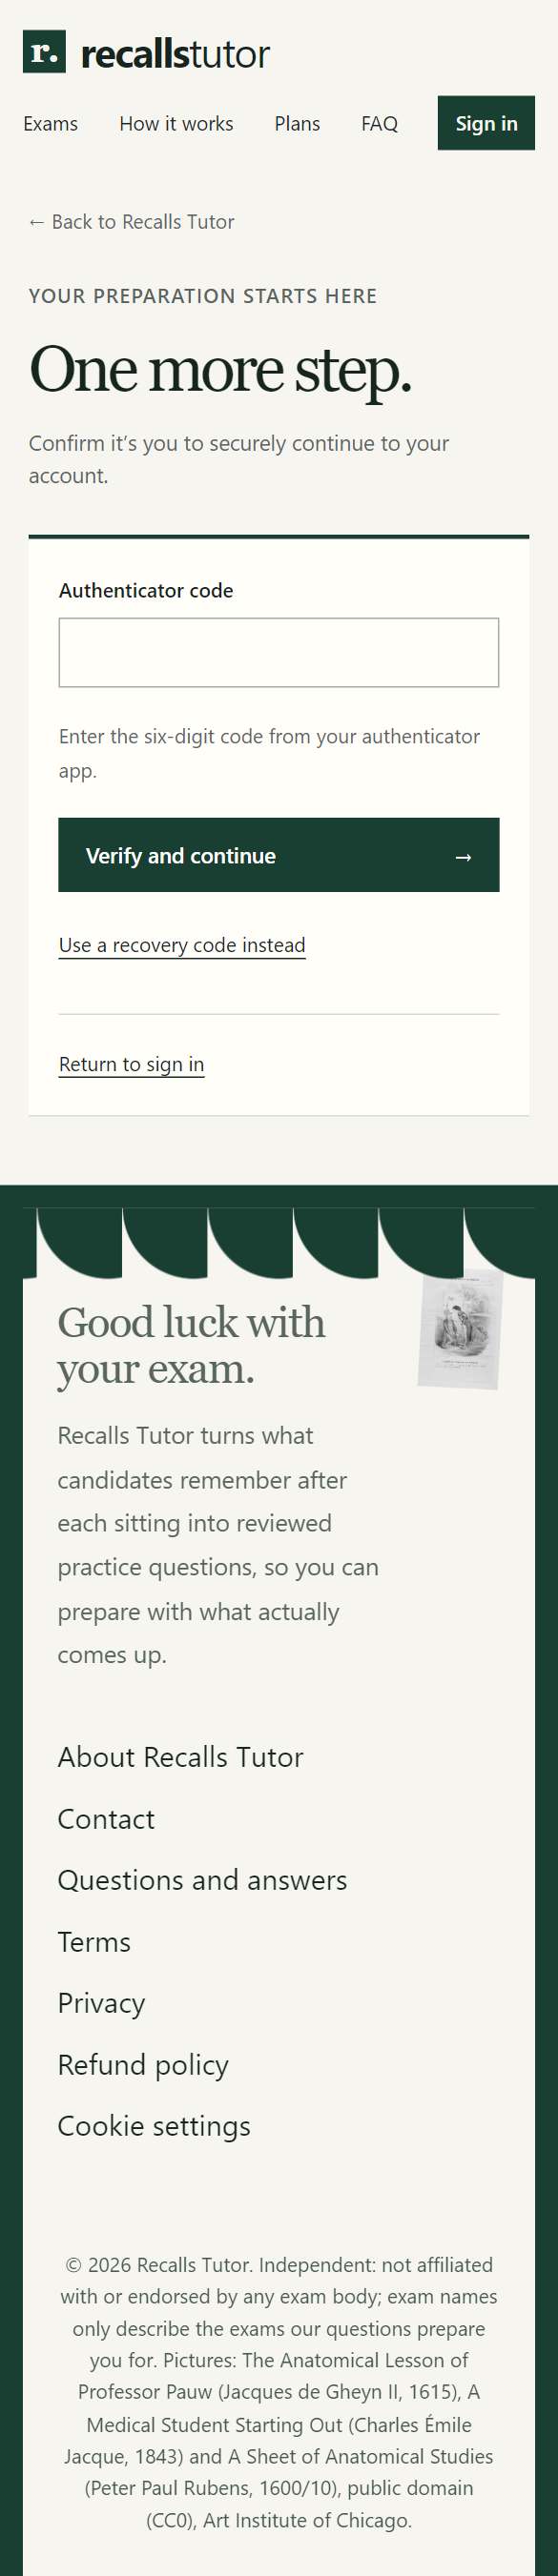 r. recallstutor
Exams How it works Plans FAQ Sign in
← Back to Recalls Tutor
YOUR PREPARATION STARTS HERE
One more step.
Confirm it’s you to securely continue to your
account.
Authenticator code
Enter the six-digit code from your authenticator
app.
Verify and continue →
Use a recovery code instead
Return to sign in
Good luck with
your exam.
Recalls Tutor turns what
candidates remember after
each sitting into reviewed
practice questions, so you can
prepare with what actually
comes up.
About Recalls Tutor
Contact
Questions and answers
Terms
Privacy
Refund policy
Cookie settings
© 2026 Recalls Tutor. Independent: not affiliated
with or endorsed by any exam body; exam names
only describe the exams our questions prepare
you for. Pictures: The Anatomical Lesson of
Professor Pauw (Jacques de Gheyn II, 1615), A
Medical Student Starting Out (Charles Émile
Jacque, 1843) and A Sheet of Anatomical Studies
(Peter Paul Rubens, 1600/10), public domain
(CC0), Art Institute of Chicago.